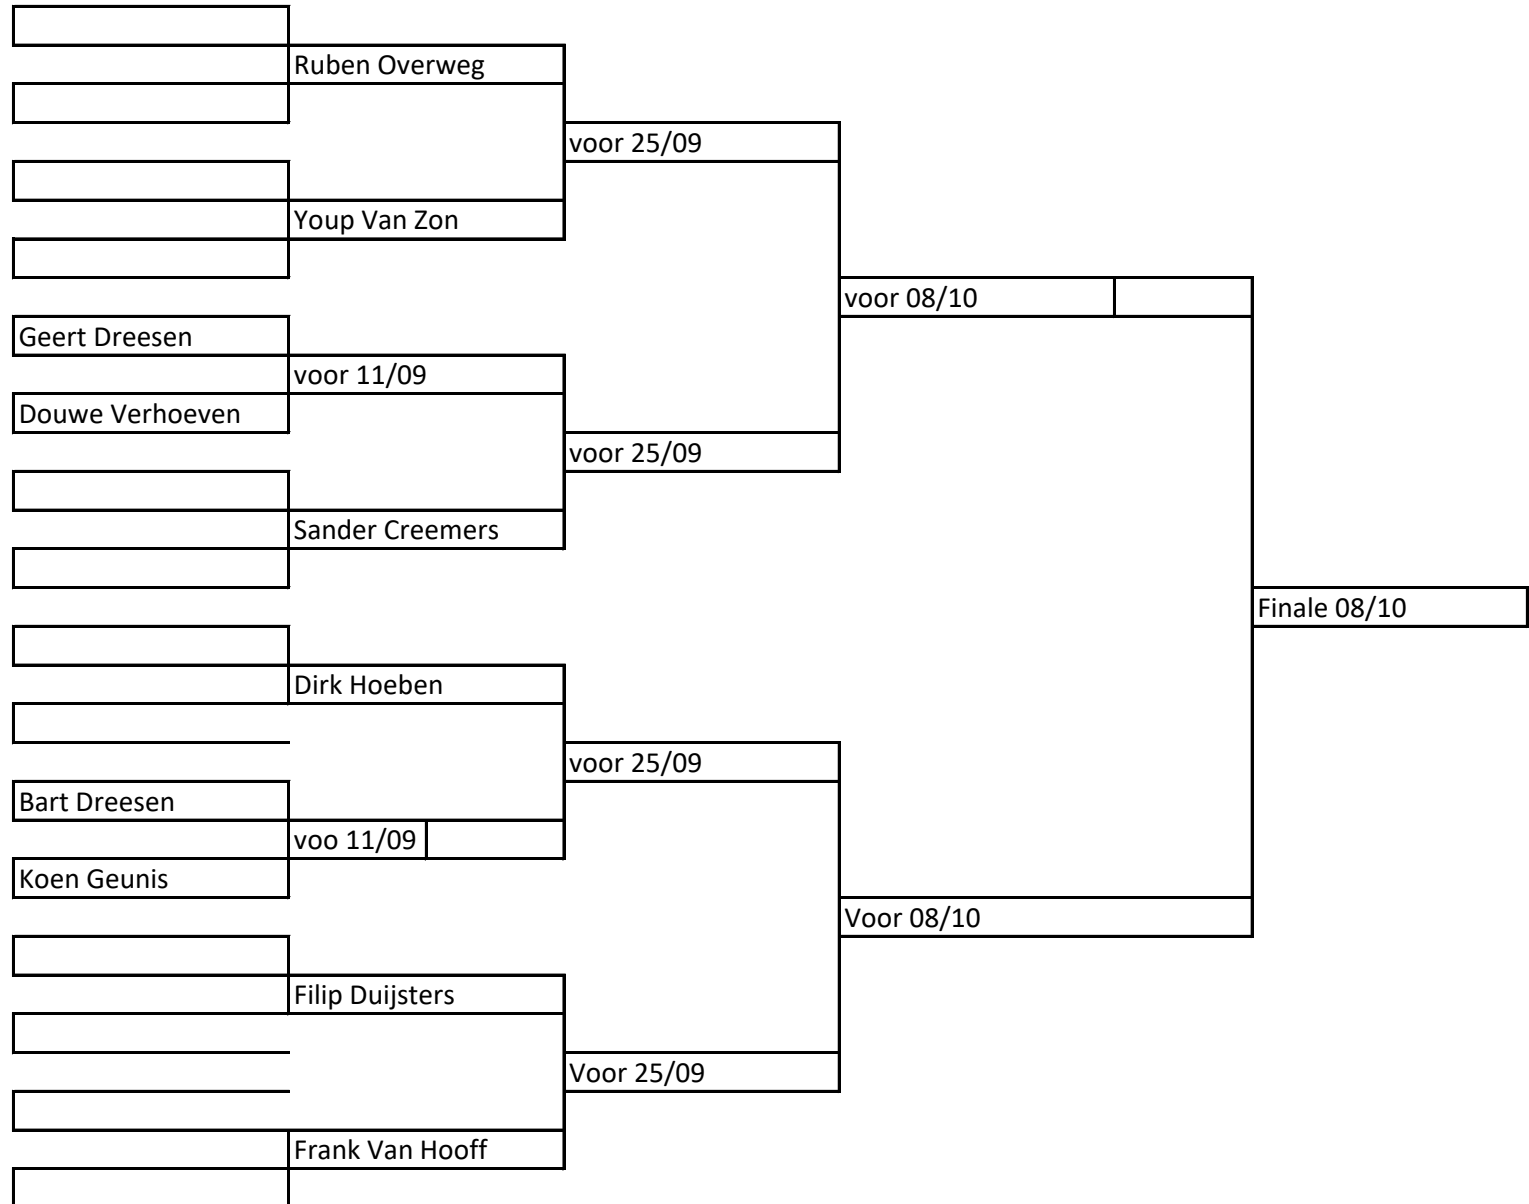 Ruben Overweg
voor 25/09
Youp Van Zon
voor 08/10
Geert Dreesen
voor 11/09
Douwe Verhoeven
voor 25/09
Sander Creemers
Finale 08/10
Dirk Hoeben
voor 25/09
Bart Dreesen
voo 11/09
Koen Geunis
Voor 08/10
Filip Duijsters
Voor 25/09
Frank Van Hooff